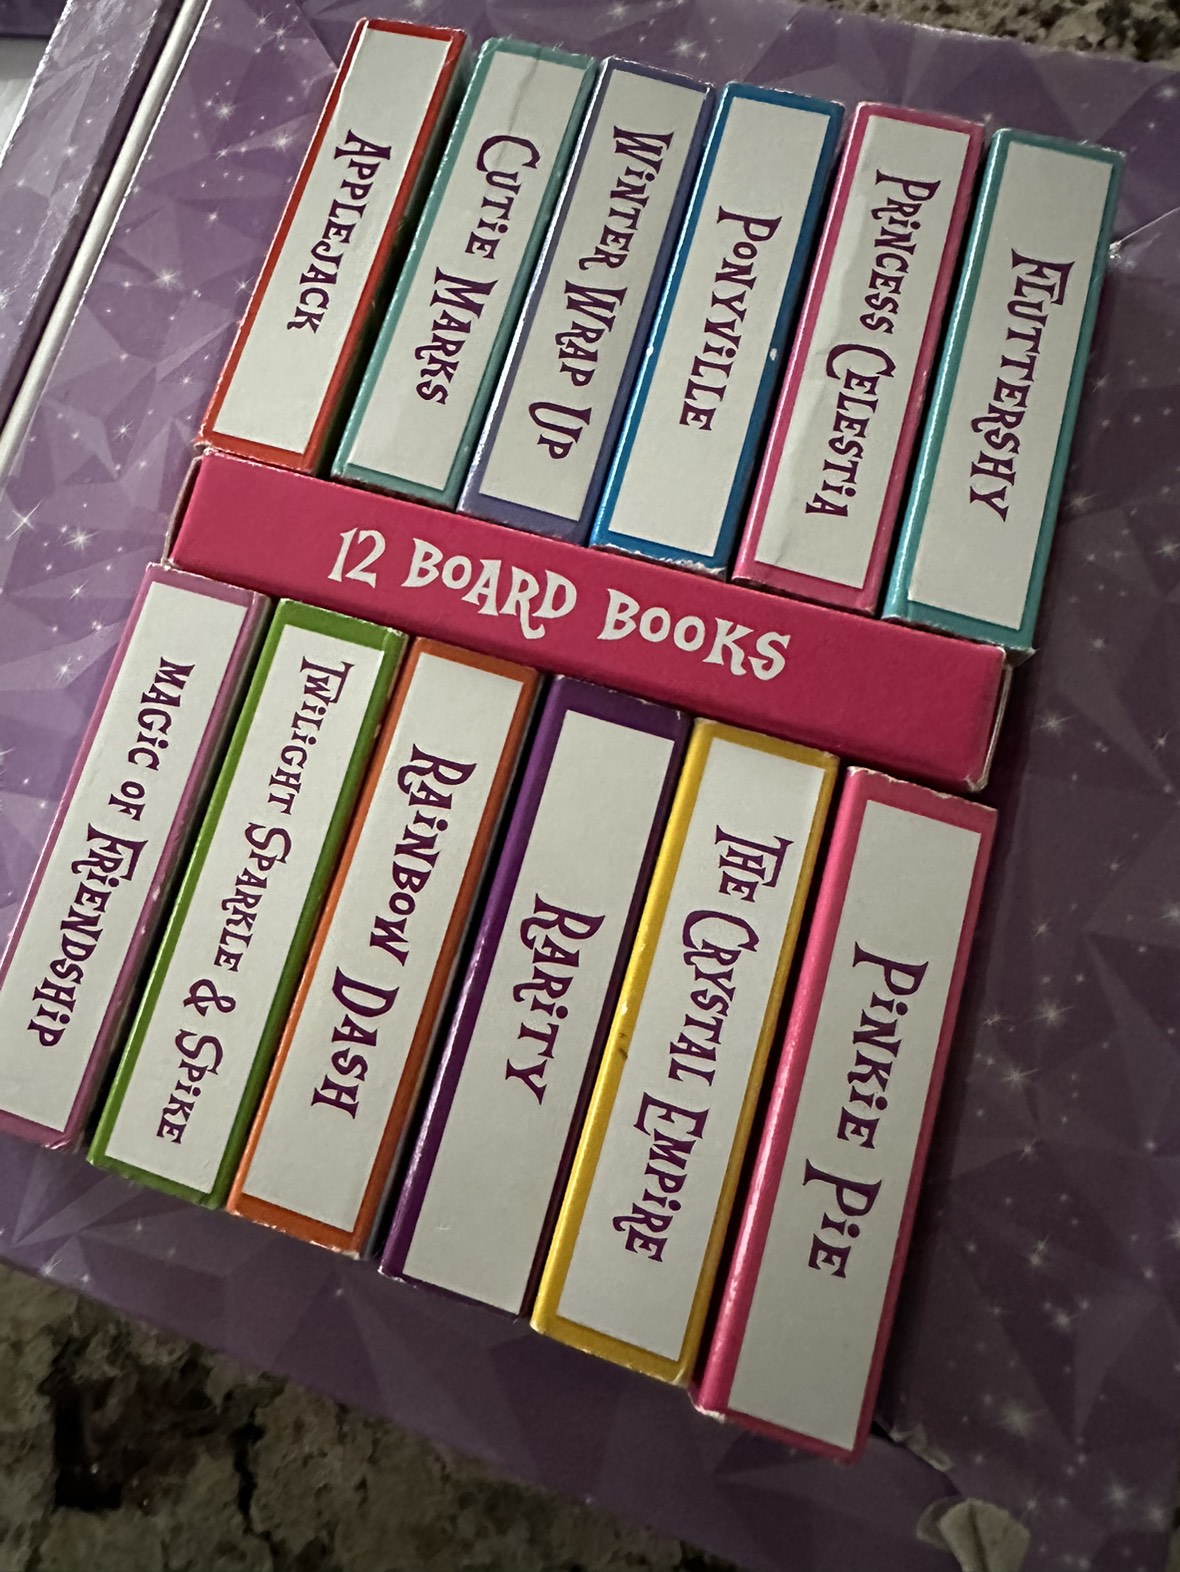 APPLEJACK
CUTiE MARKS
WiNTER WRAP UP
PONYViLLE
PRiNCESS CELESTiA
FLUTTERSHY
12 BOARD BOOKS
MAGiC OF FRiENDSHiP
TWiLiGHT SPARKLE & SPiKE
RAiNBOW DASH
RARiTY
THE CRYSTAL EMPiRE
PiNKiE PiE